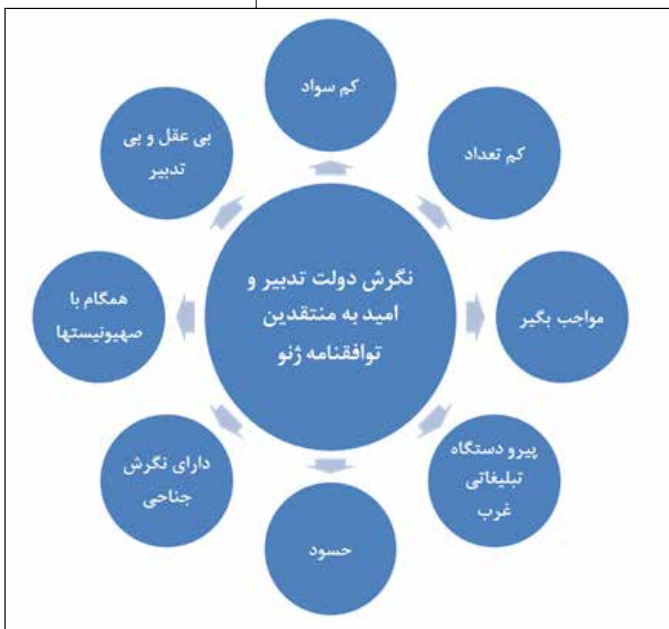 نگرش دولت تدبیر و
امید به منتقدین
توافقنامه ژنو
کم سواد
کم تعداد
مواجب بگیر
پیرو دستگاه
تبلیغاتی
غرب
حسود
دارای نگرش
جناحی
همگام با
صهیونیستها
بی عقل و بی
تدبیر